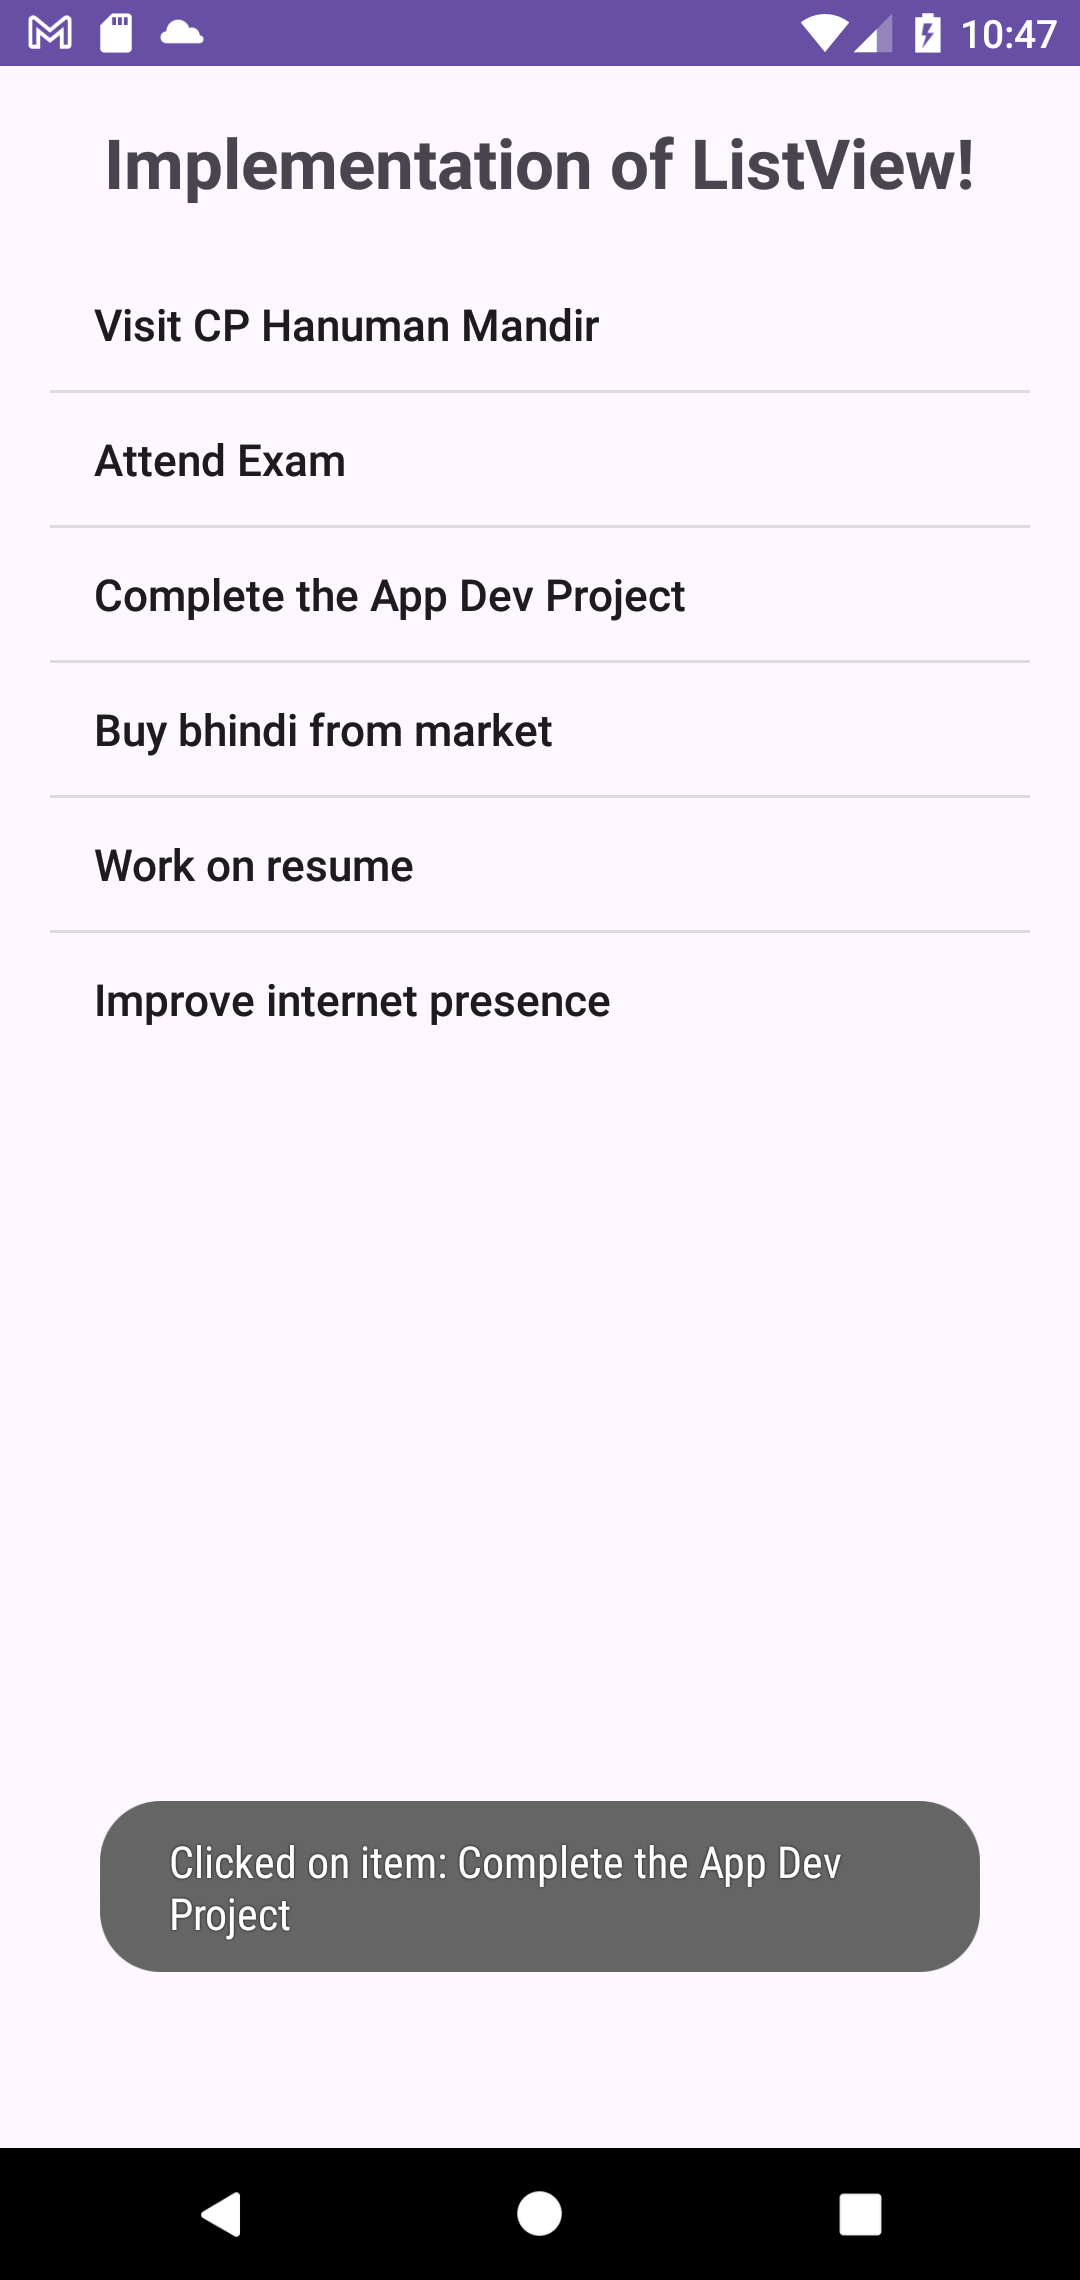 10:47
Implementation of ListView!
Visit CP Hanuman Mandir
Attend Exam
Complete the App Dev Project
Buy bhindi from market
Work on resume
Improve internet presence
Clicked on item: Complete the App Dev
Project